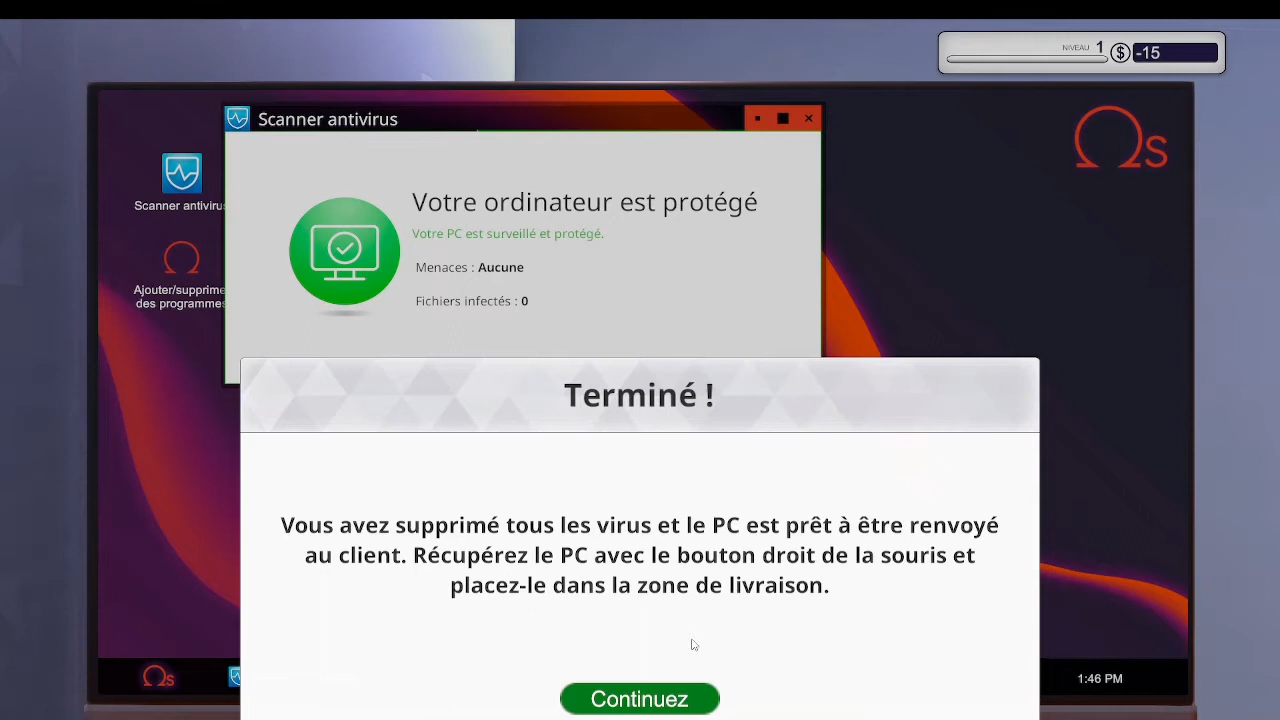 NIVEAU 1 $ -15
Scanner antivirus
Ωs
Votre ordinateur est protégé
Scanner antivirus
Votre PC est surveillé et protégé.
Menaces : Aucune
Ajouter/supprime
des programmes
Fichiers infectés : 0
Terminé !
Vous avez supprimé tous les virus et le PC est prêt à être renvoyé
au client. Récupérez le PC avec le bouton droit de la souris et
placez-le dans la zone de livraison.
Ωs
1:46 PM
Continuez